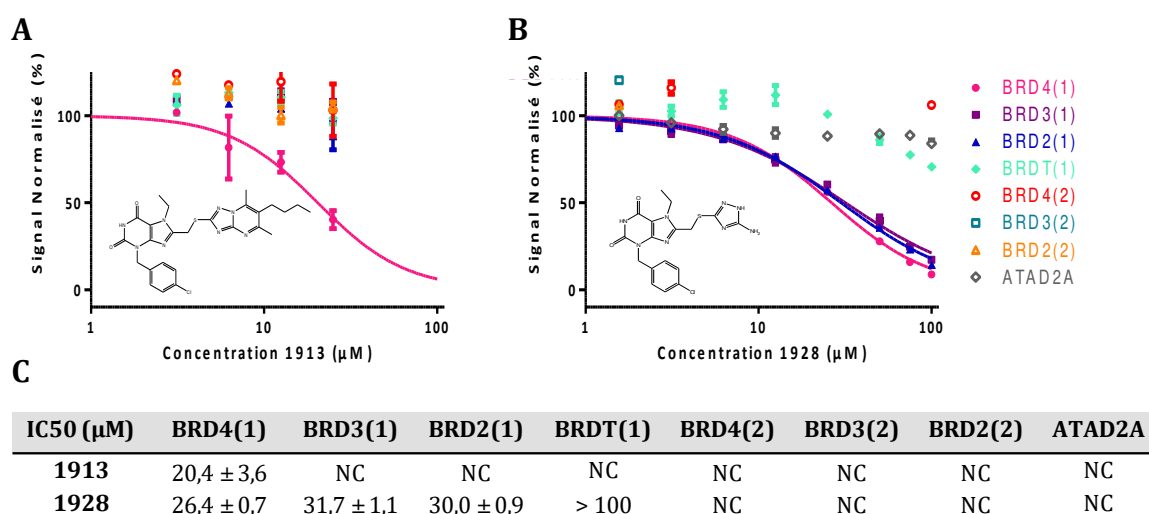 A
Signal Normalisé (%)
100
50
0
1
10
100
Concentration 1913 (µM)
B
Signal Normalisé (%)
100
50
0
1
10
100
Concentration 1928 (µM)
BRD4(1)
BRD3(1)
BRD2(1)
BRDT(1)
BRD4(2)
BRD3(2)
BRD2(2)
ATAD2A
C
IC50 (µM) BRD4(1) BRD3(1) BRD2(1) BRDT(1) BRD4(2) BRD3(2) BRD2(2) ATAD2A
1913 20,4 ± 3,6 NC NC NC NC NC NC NC
1928 26,4 ± 0,7 31,7 ± 1,1 30,0 ± 0,9 > 100 NC NC NC NC